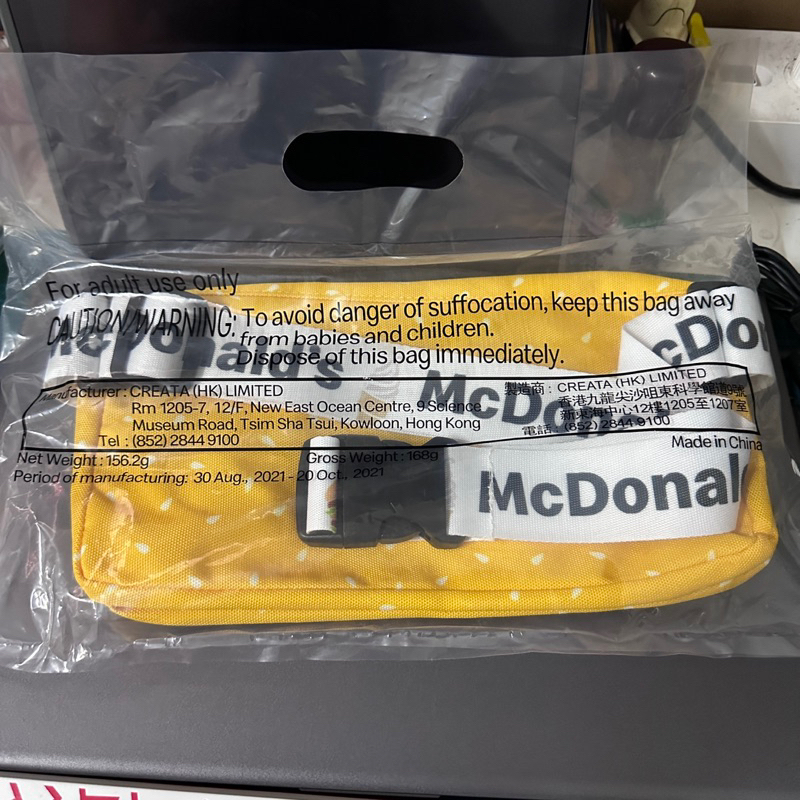 For adult use only
CAUTION/WARNING: To avoid danger of suffocation, keep this bag away
from babies and children.
Dispose of this bag immediately.
Manufacturer : CREATA (HK) LIMITED
Rm 1205-7, 12/F, New East Ocean Centre, 9 Science
Museum Road, Tsim Sha Tsui, Kowloon, Hong Kong
Tel : (852) 2844 9100
製造商 : CREATA (HK) LIMITED
香港九龍尖沙咀東科學館道9號
新東海中心12樓1205至1207室
電話 : (852) 2844 9100
Net Weight : 156.2g
Gross Weight : 168g
Made in China
Period of manufacturing: 30 Aug., 2021 - 20 Oct., 2021
McDonald's
McDo
cDon
McDonal